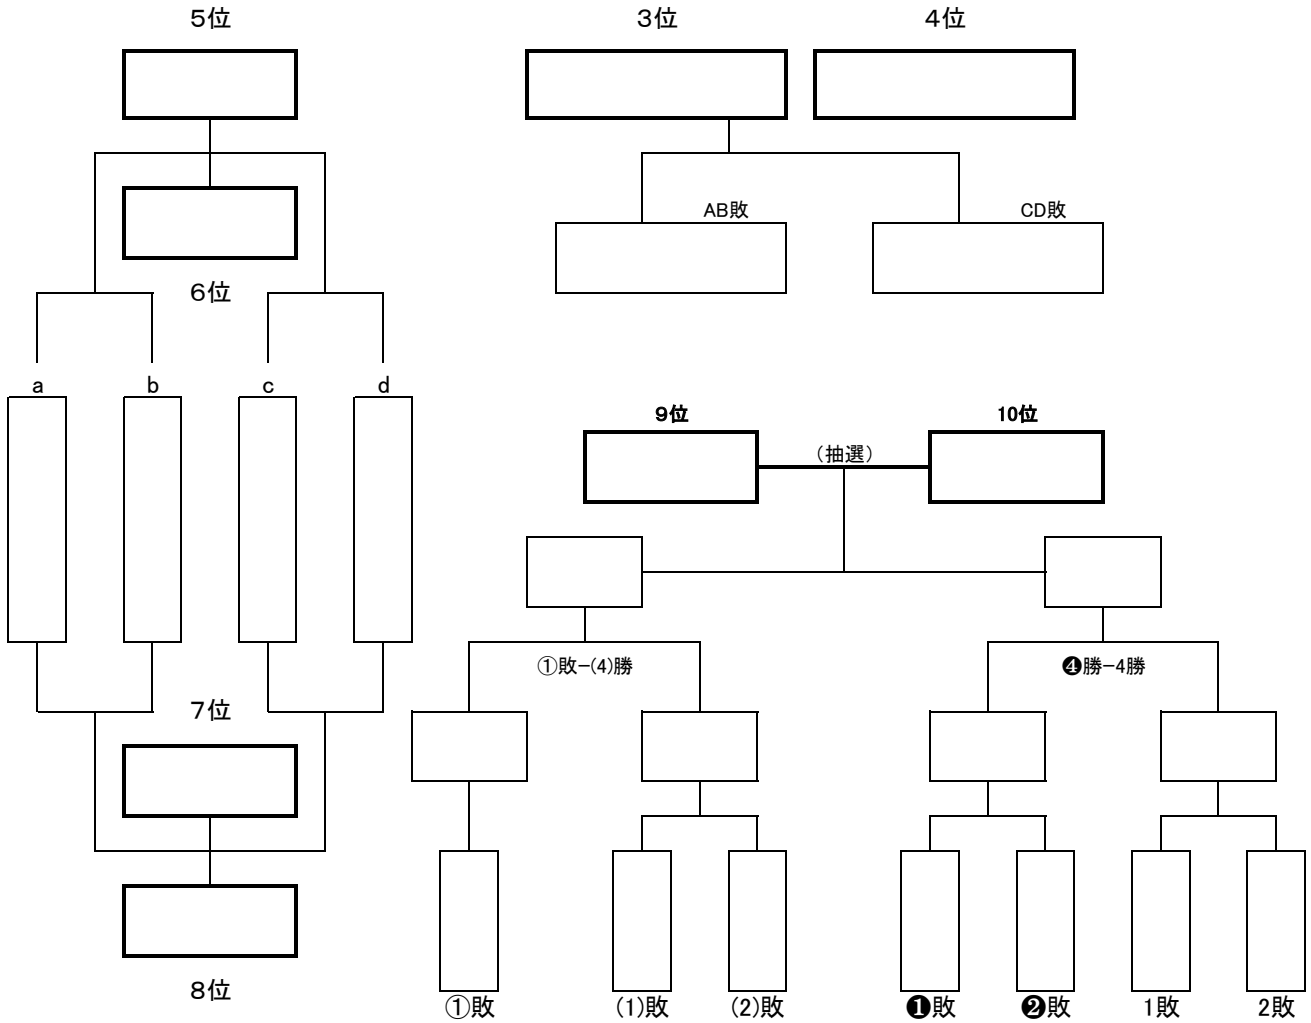 ５位
３位
４位
AB敗
CD敗
６位
a
b
c
d
9位
10位
（抽選）
①敗−(4)勝
❹勝−4勝
７位
８位
①敗
(1)敗
(2)敗
❶敗
❷敗
1敗
2敗